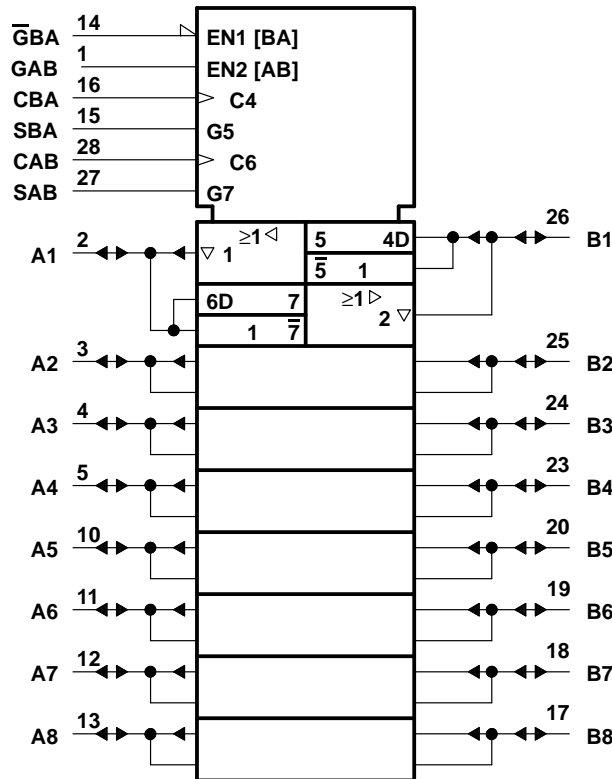 G̅BA 14 EN1 [BA]
GAB 1 EN2 [AB]
CBA 16 C4
SBA 15 G5
CAB 28 C6
SAB 27 G7
A1 2 1 ≥1 5 4D 26 B1
5̅ 1
6D 7 ≥1
1 7̅ 2
A2 3 25 B2
A3 4 24 B3
A4 5 23 B4
A5 10 20 B5
A6 11 19 B6
A7 12 18 B7
A8 13 17 B8